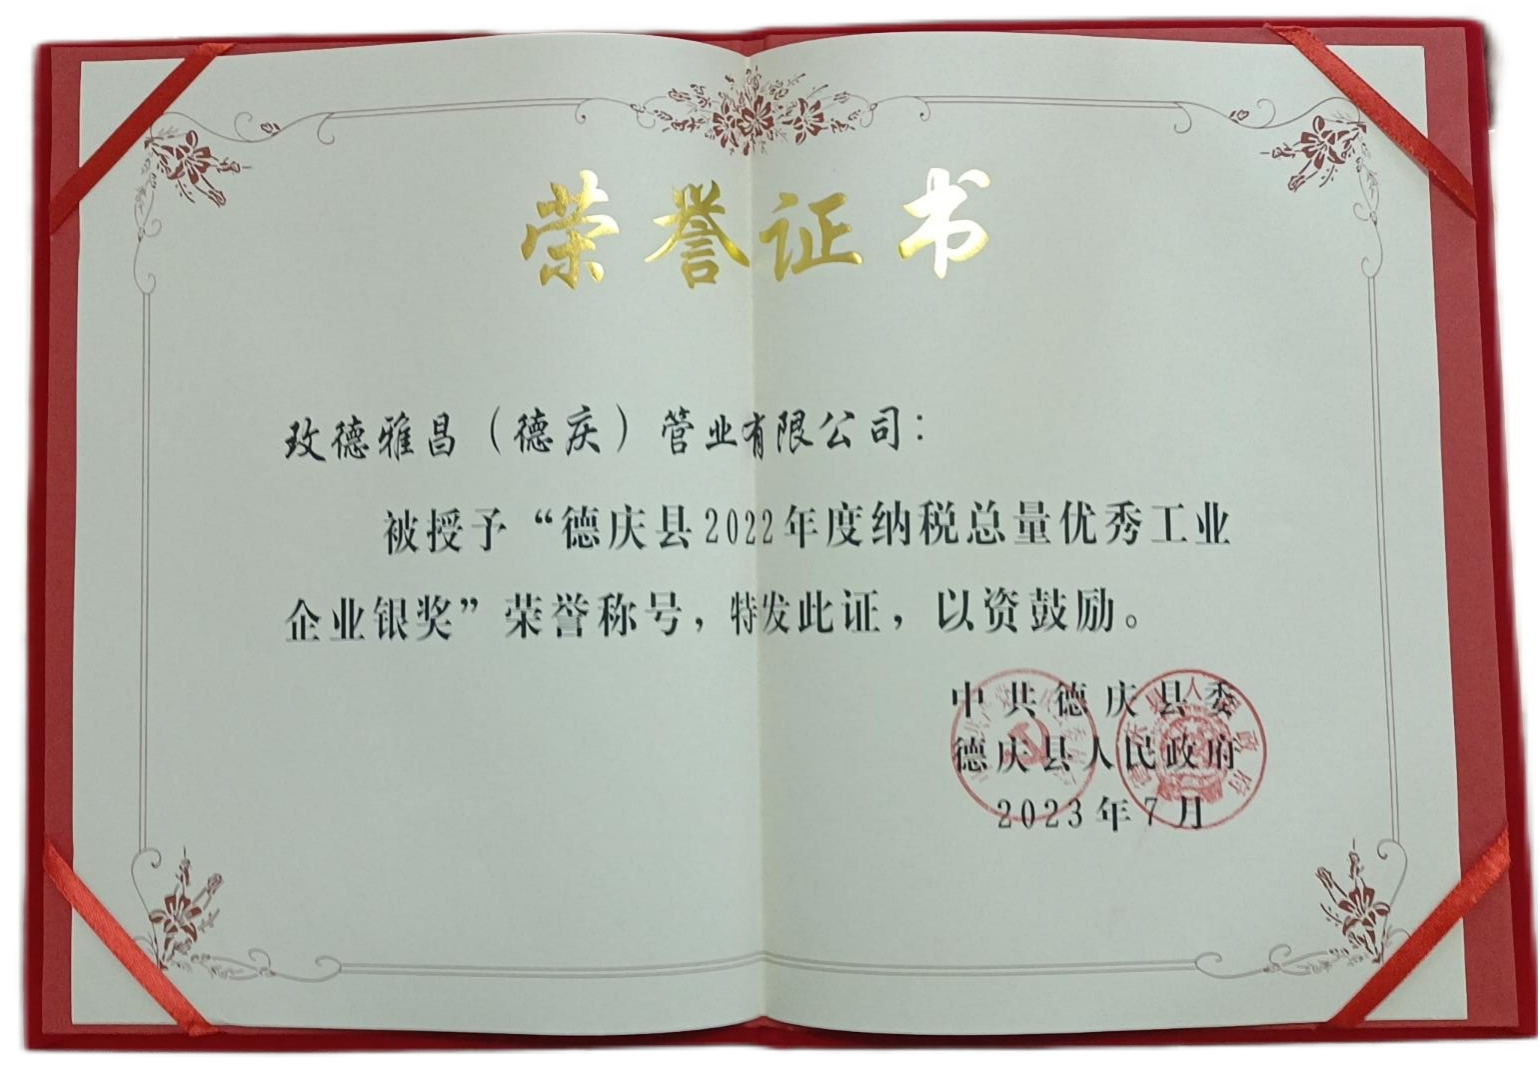 荣誉证书
玫德雅昌（德庆）管业有限公司：
被授予“德庆县2022年度纳税总量优秀工业
企业银奖”荣誉称号，特发此证，以资鼓励。
中共德庆县委
德庆县人民政府
2023年7月